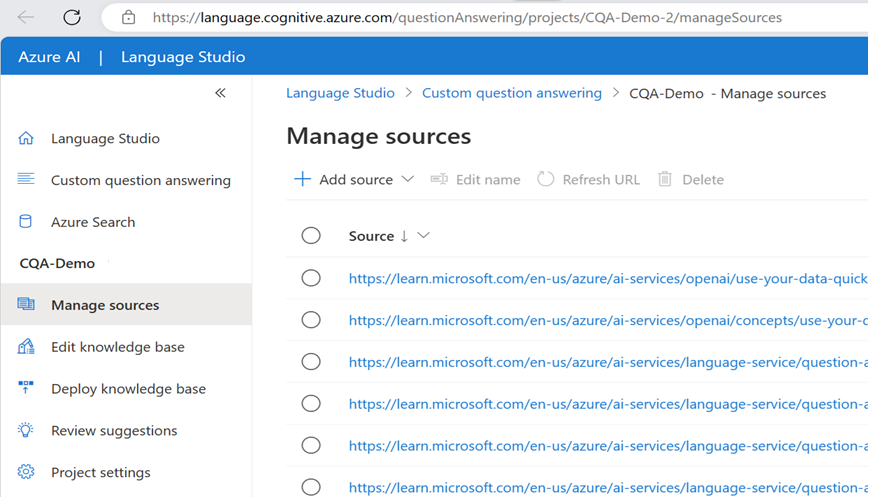 https://language.cognitive.azure.com/questionAnswering/projects/CQA-Demo-2/manageSources
Azure AI | Language Studio
Language Studio > Custom question answering > CQA-Demo - Manage sources
Manage sources
Add source Edit name Refresh URL Delete
Source ↓
https://learn.microsoft.com/en-us/azure/ai-services/openai/use-your-data-quick
https://learn.microsoft.com/en-us/azure/ai-services/openai/concepts/use-your-
https://learn.microsoft.com/en-us/azure/ai-services/language-service/question-a
https://learn.microsoft.com/en-us/azure/ai-services/language-service/question-a
https://learn.microsoft.com/en-us/azure/ai-services/language-service/question-a
https://learn.microsoft.com/en-us/azure/ai-services/language-service/question-a
Language Studio
Custom question answering
Azure Search
CQA-Demo
Manage sources
Edit knowledge base
Deploy knowledge base
Review suggestions
Project settings